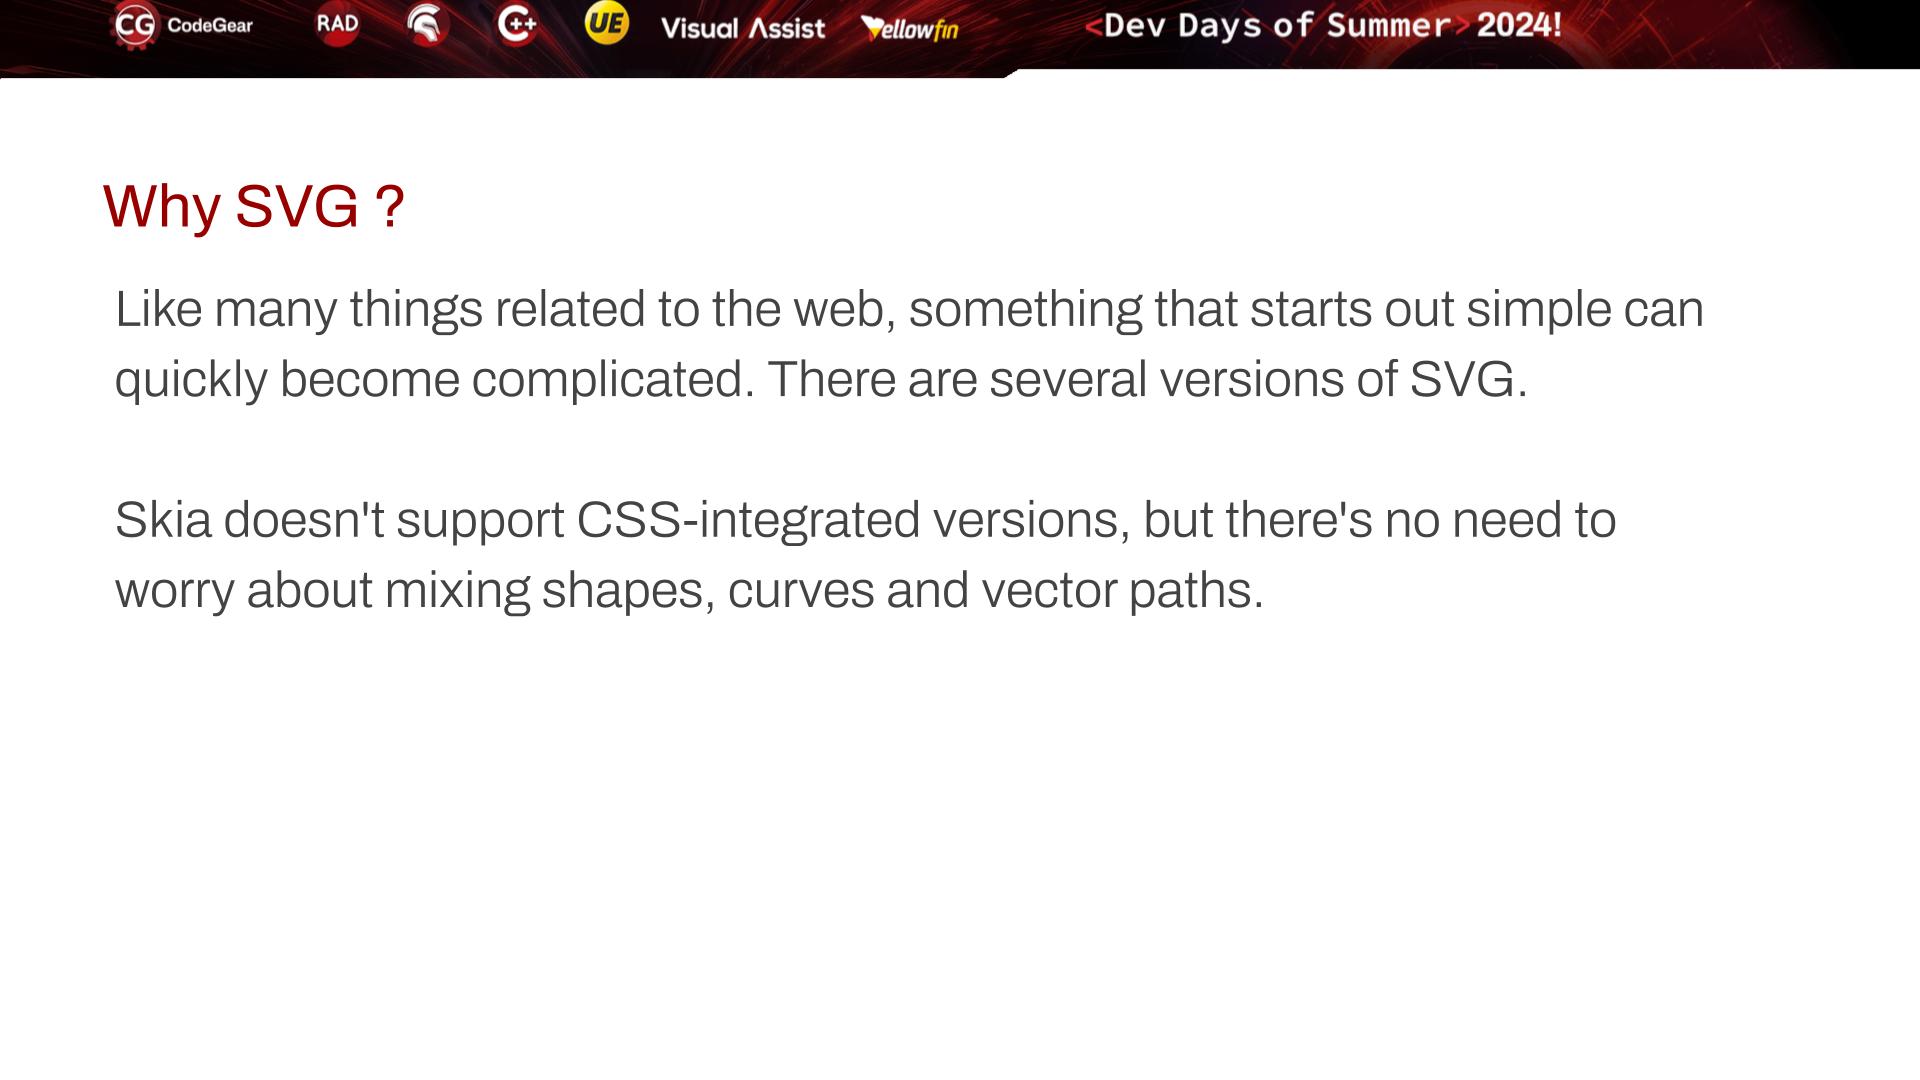 CG CodeGear RAD C++ UE Visual Assist Yellowfin <Dev Days of Summer> 2024!
Why SVG ?
Like many things related to the web, something that starts out simple can
quickly become complicated. There are several versions of SVG.
Skia doesn't support CSS-integrated versions, but there's no need to
worry about mixing shapes, curves and vector paths.